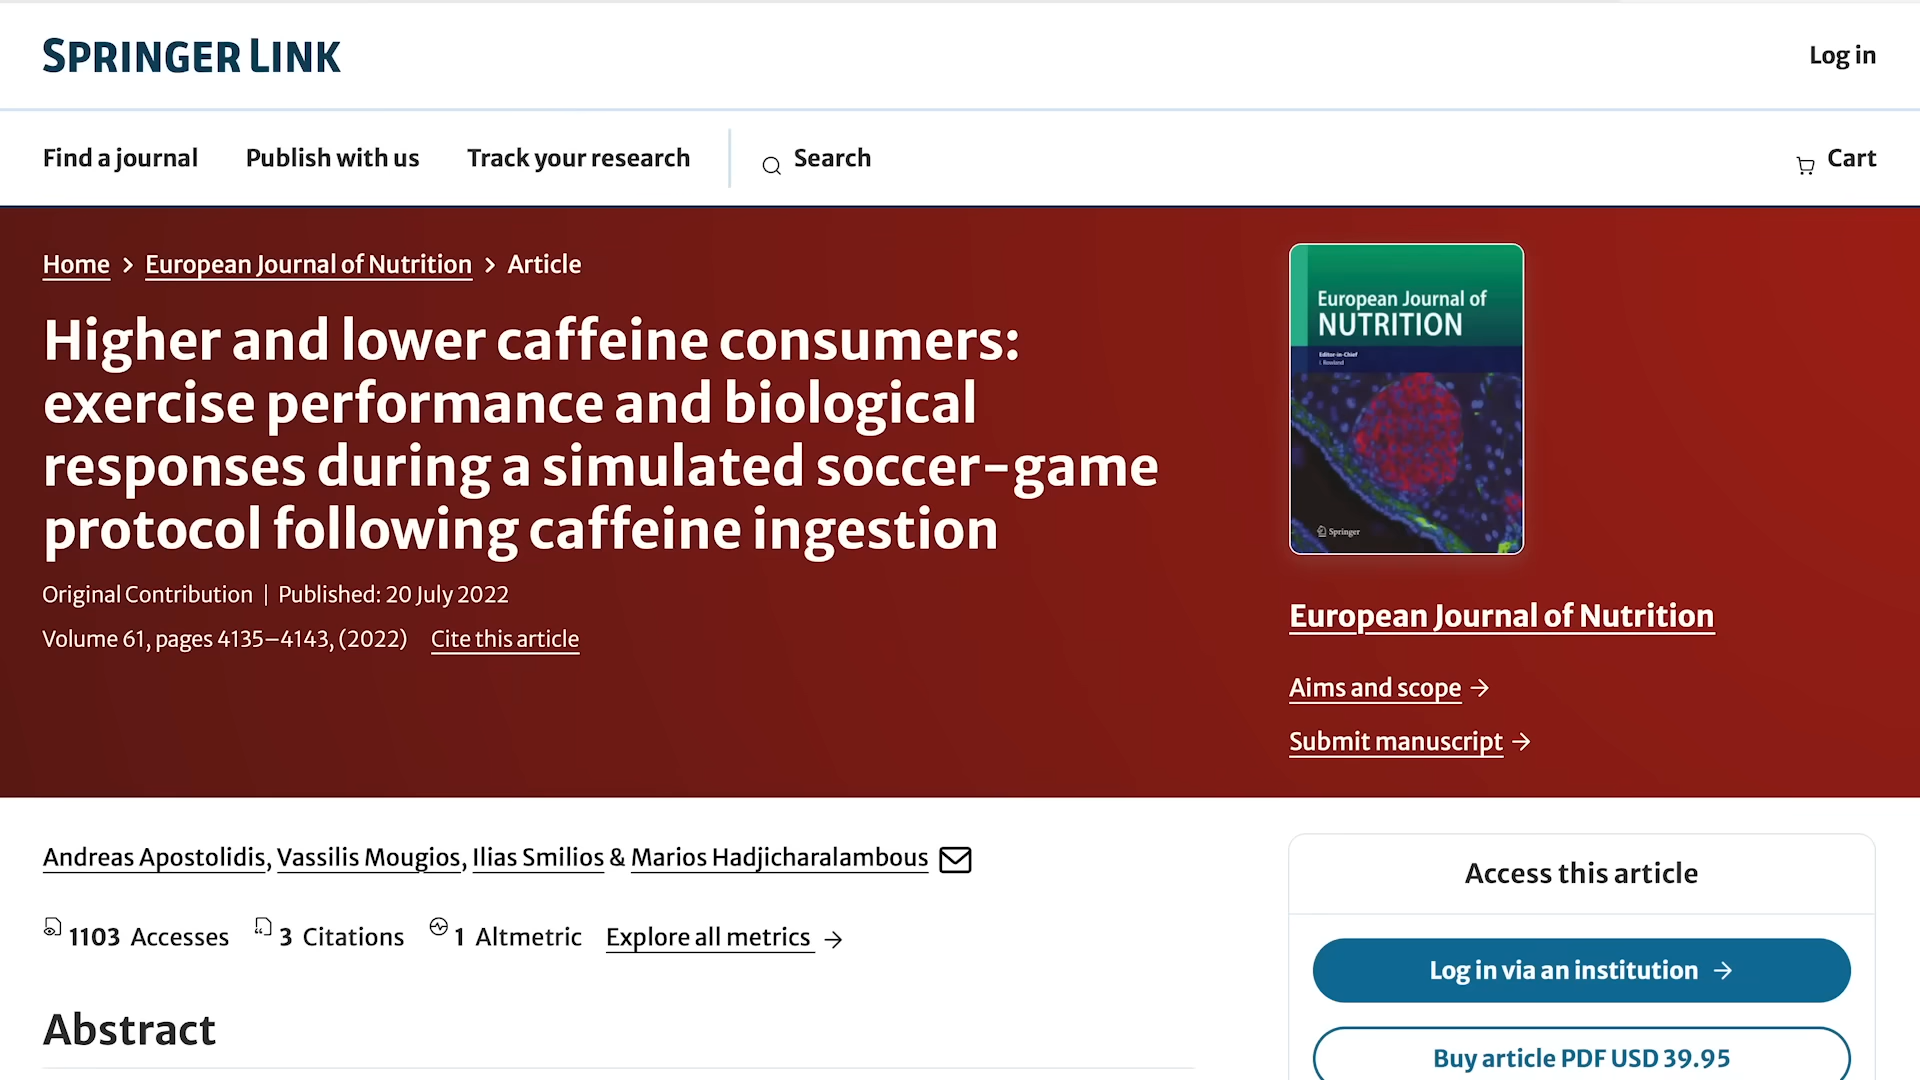 SPRINGER LINK
Log in
Find a journal
Publish with us
Track your research
Search
Cart
Home > European Journal of Nutrition > Article
Higher and lower caffeine consumers:
exercise performance and biological
responses during a simulated soccer-game
protocol following caffeine ingestion
Original Contribution | Published: 20 July 2022
Volume 61, pages 4135–4143, (2022) Cite this article
European Journal of
NUTRITION
Editor-in-Chief
I. Rowland
Springer
European Journal of Nutrition
Aims and scope →
Submit manuscript →
Andreas Apostolidis, Vassilis Mougios, Ilias Smilios & Marios Hadjicharalambous
1103 Accesses 3 Citations 1 Altmetric Explore all metrics →
Abstract
Access this article
Log in via an institution →
Buy article PDF USD 39.95